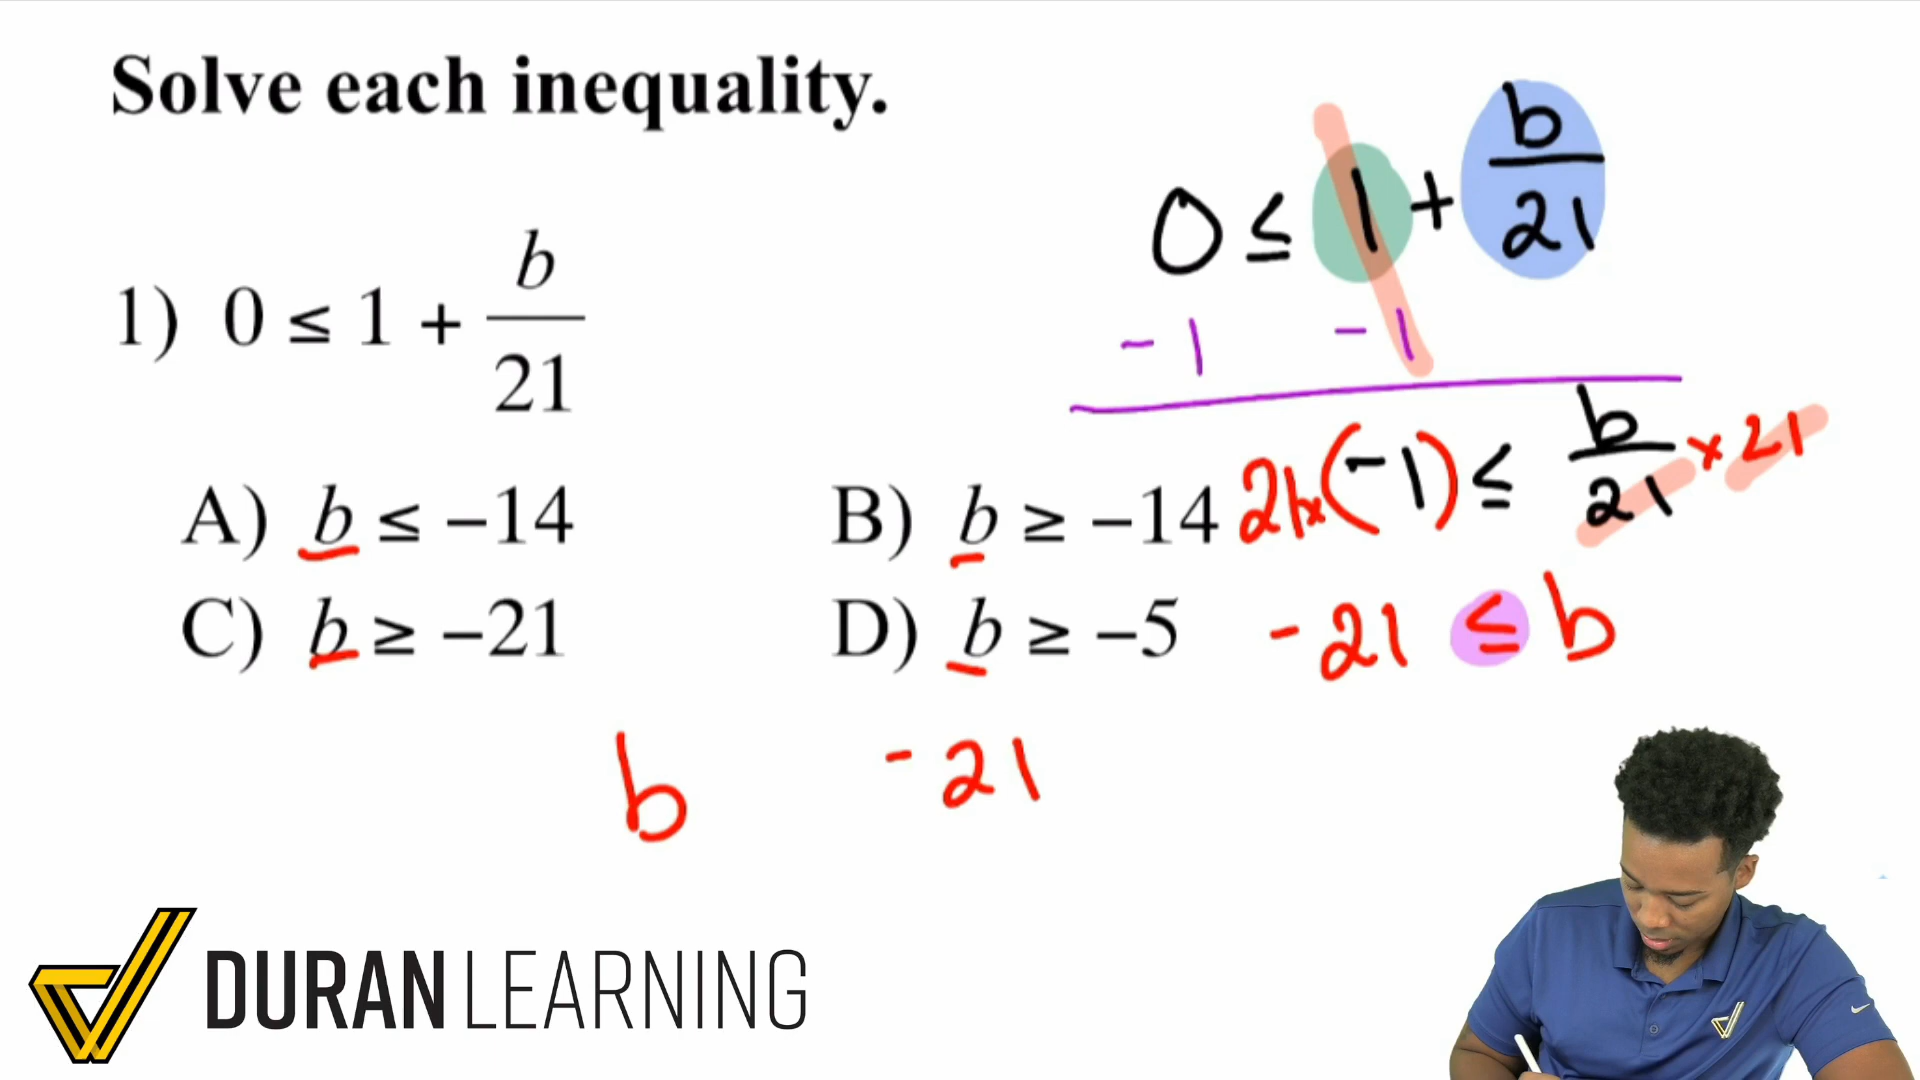 Solve each inequality.
1) 0 ≤ 1 + b/21
A) b ≤ −14
B) b ≥ −14
C) b ≥ −21
D) b ≥ −5
0 ≤ 1 + b/21
-1 -1
21x(-1) ≤ b/21 x 21
-21 ≤ b
b -21
DURAN LEARNING